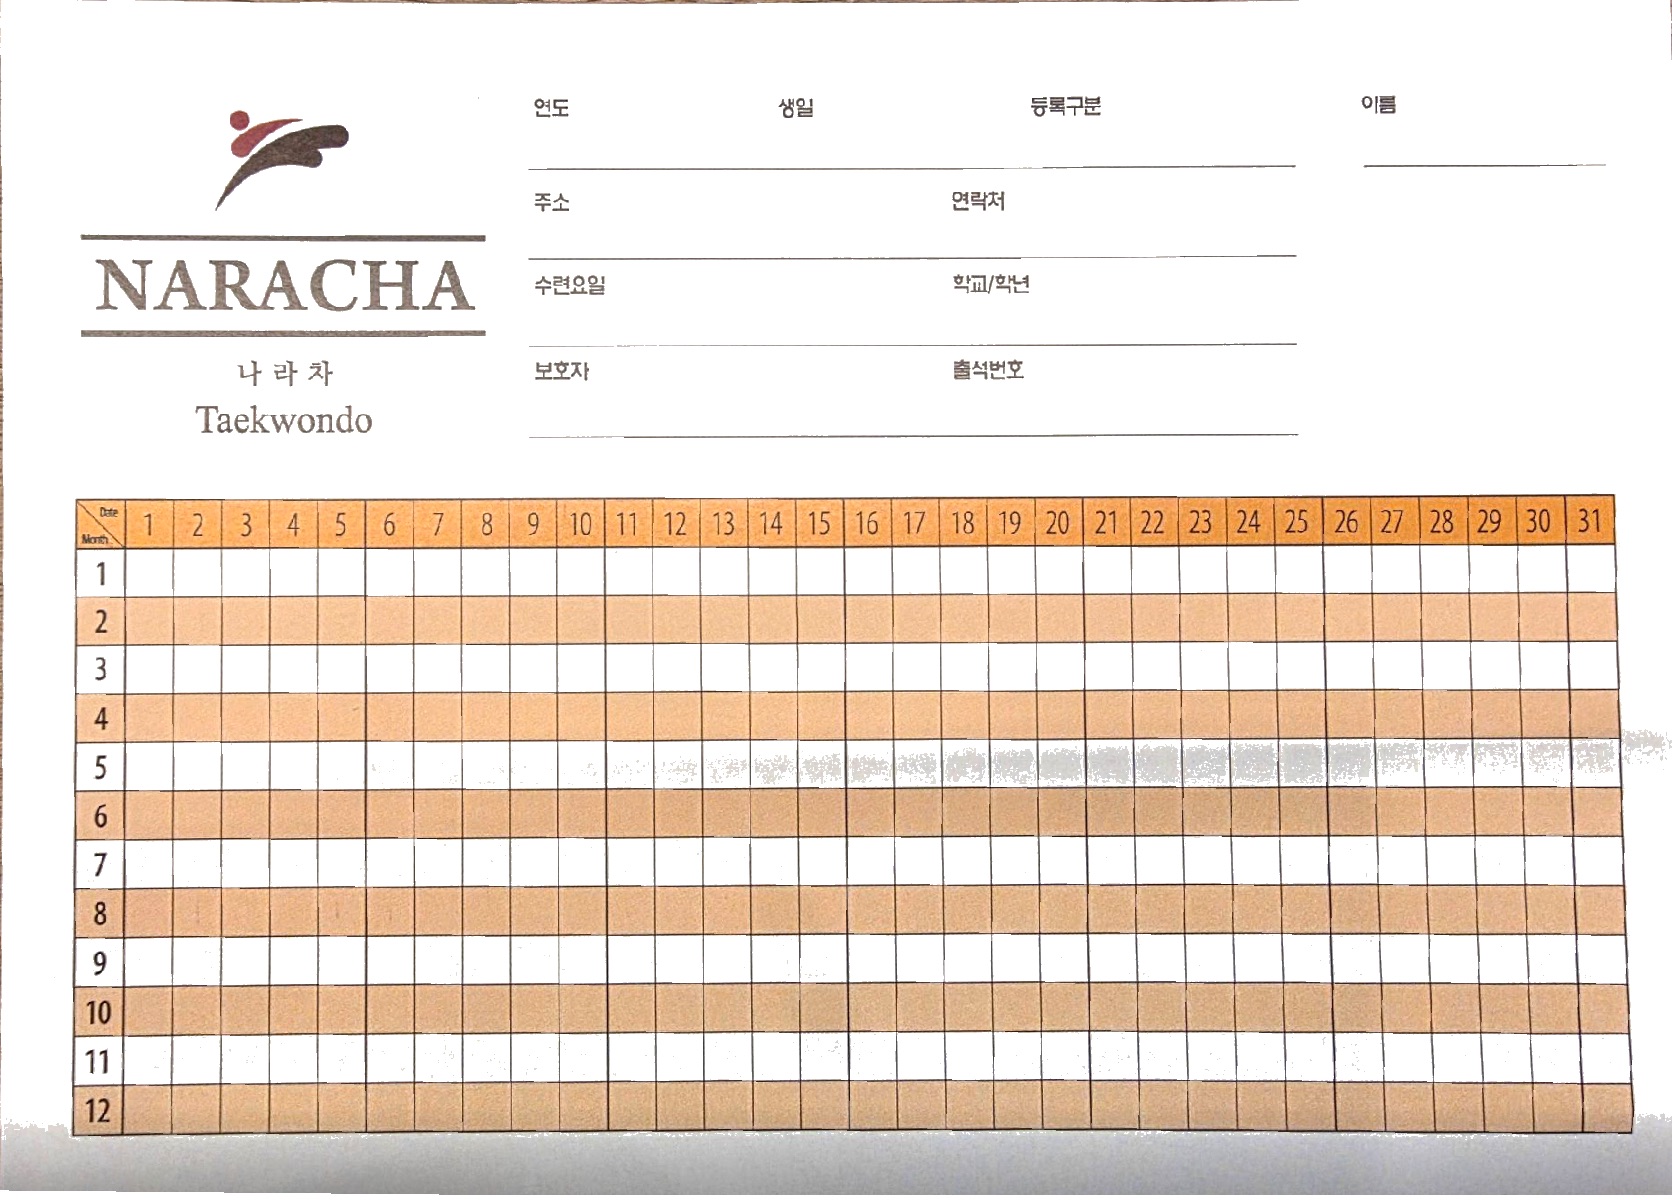 연도 생일 등록구분 이름
주소 연락처
NARACHA
수련요일 학교/학년
나라차
보호자 출석번호
Taekwondo
Date
Month
1 2 3 4 5 6 7 8 9 10 11 12 13 14 15 16 17 18 19 20 21 22 23 24 25 26 27 28 29 30 31
1
2
3
4
5
6
7
8
9
10
11
12